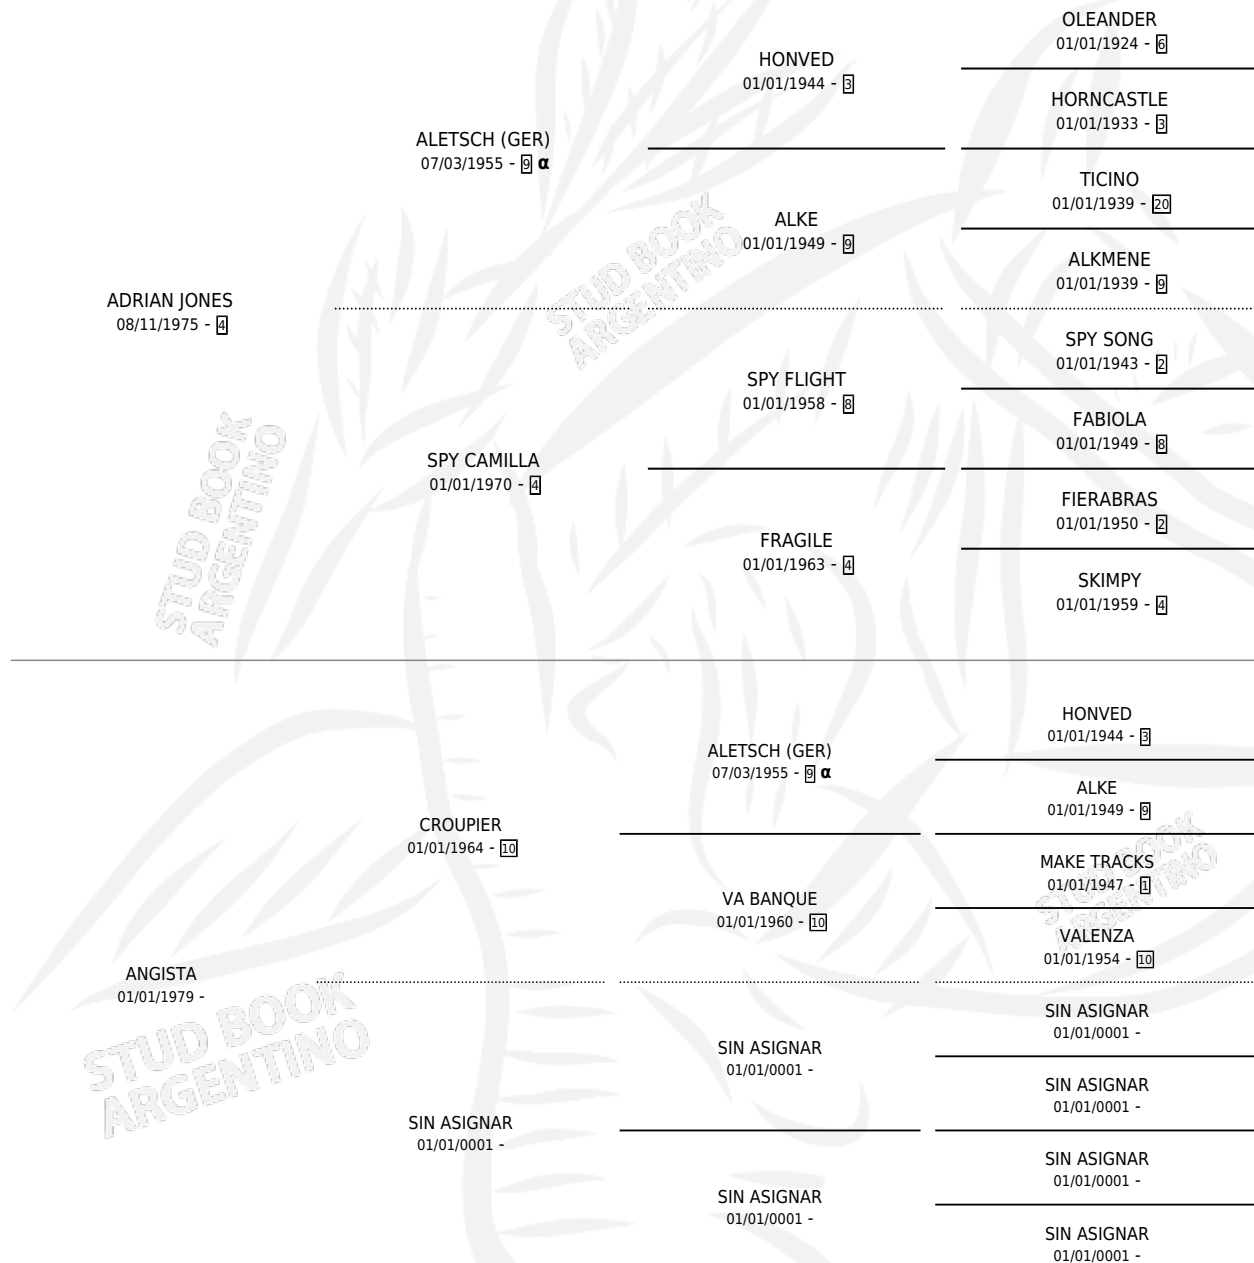 OLEANDER
01/01/1924 - 6
HONVED
01/01/1944 - 3
HORNCASTLE
01/01/1933 - 3
ALETSCH (GER)
07/03/1955 - 9 α
TICINO
01/01/1939 - 20
ALKE
01/01/1949 - 9
ALKMENE
01/01/1939 - 9
ADRIAN JONES
08/11/1975 - 4
SPY SONG
01/01/1943 - 2
SPY FLIGHT
01/01/1958 - 8
FABIOLA
01/01/1949 - 8
SPY CAMILLA
01/01/1970 - 4
FIERABRAS
01/01/1950 - 2
FRAGILE
01/01/1963 - 4
SKIMPY
01/01/1959 - 4
STUD BOOK
ARGENTINO
STUD BOOK
ARGENTINO
HONVED
01/01/1944 - 3
ALETSCH (GER)
07/03/1955 - 9 α
ALKE
01/01/1949 - 9
CROUPIER
01/01/1964 - 10
MAKE TRACKS
01/01/1947 - 1
VA BANQUE
01/01/1960 - 10
VALENZA
01/01/1954 - 10
ANGISTA
01/01/1979 -
SIN ASIGNAR
01/01/0001 -
SIN ASIGNAR
01/01/0001 -
SIN ASIGNAR
01/01/0001 -
SIN ASIGNAR
01/01/0001 -
SIN ASIGNAR
01/01/0001 -
SIN ASIGNAR
01/01/0001 -
SIN ASIGNAR
01/01/0001 -
STUD BOOK
ARGENTINO
STUD BOOK
ARGENTINO